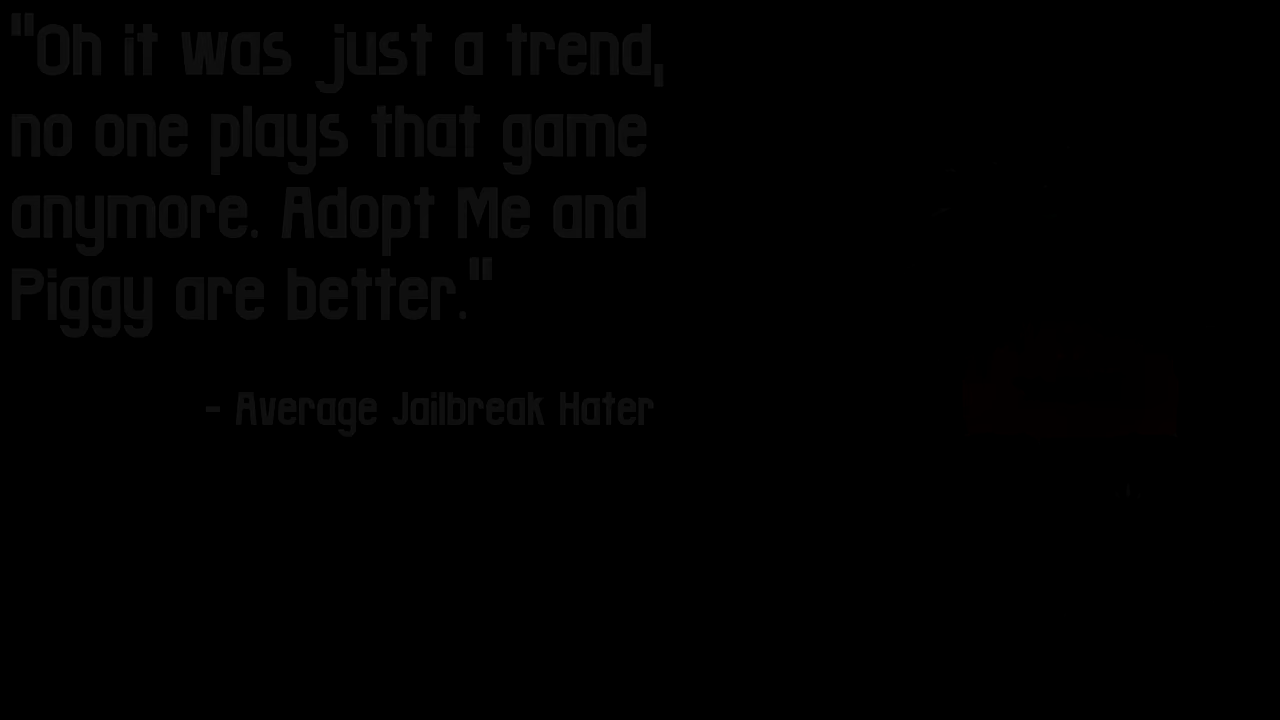 "Oh it was just a trend,
no one plays that game
anymore. Adopt Me and
Piggy are better."
- Average Jailbreak Hater